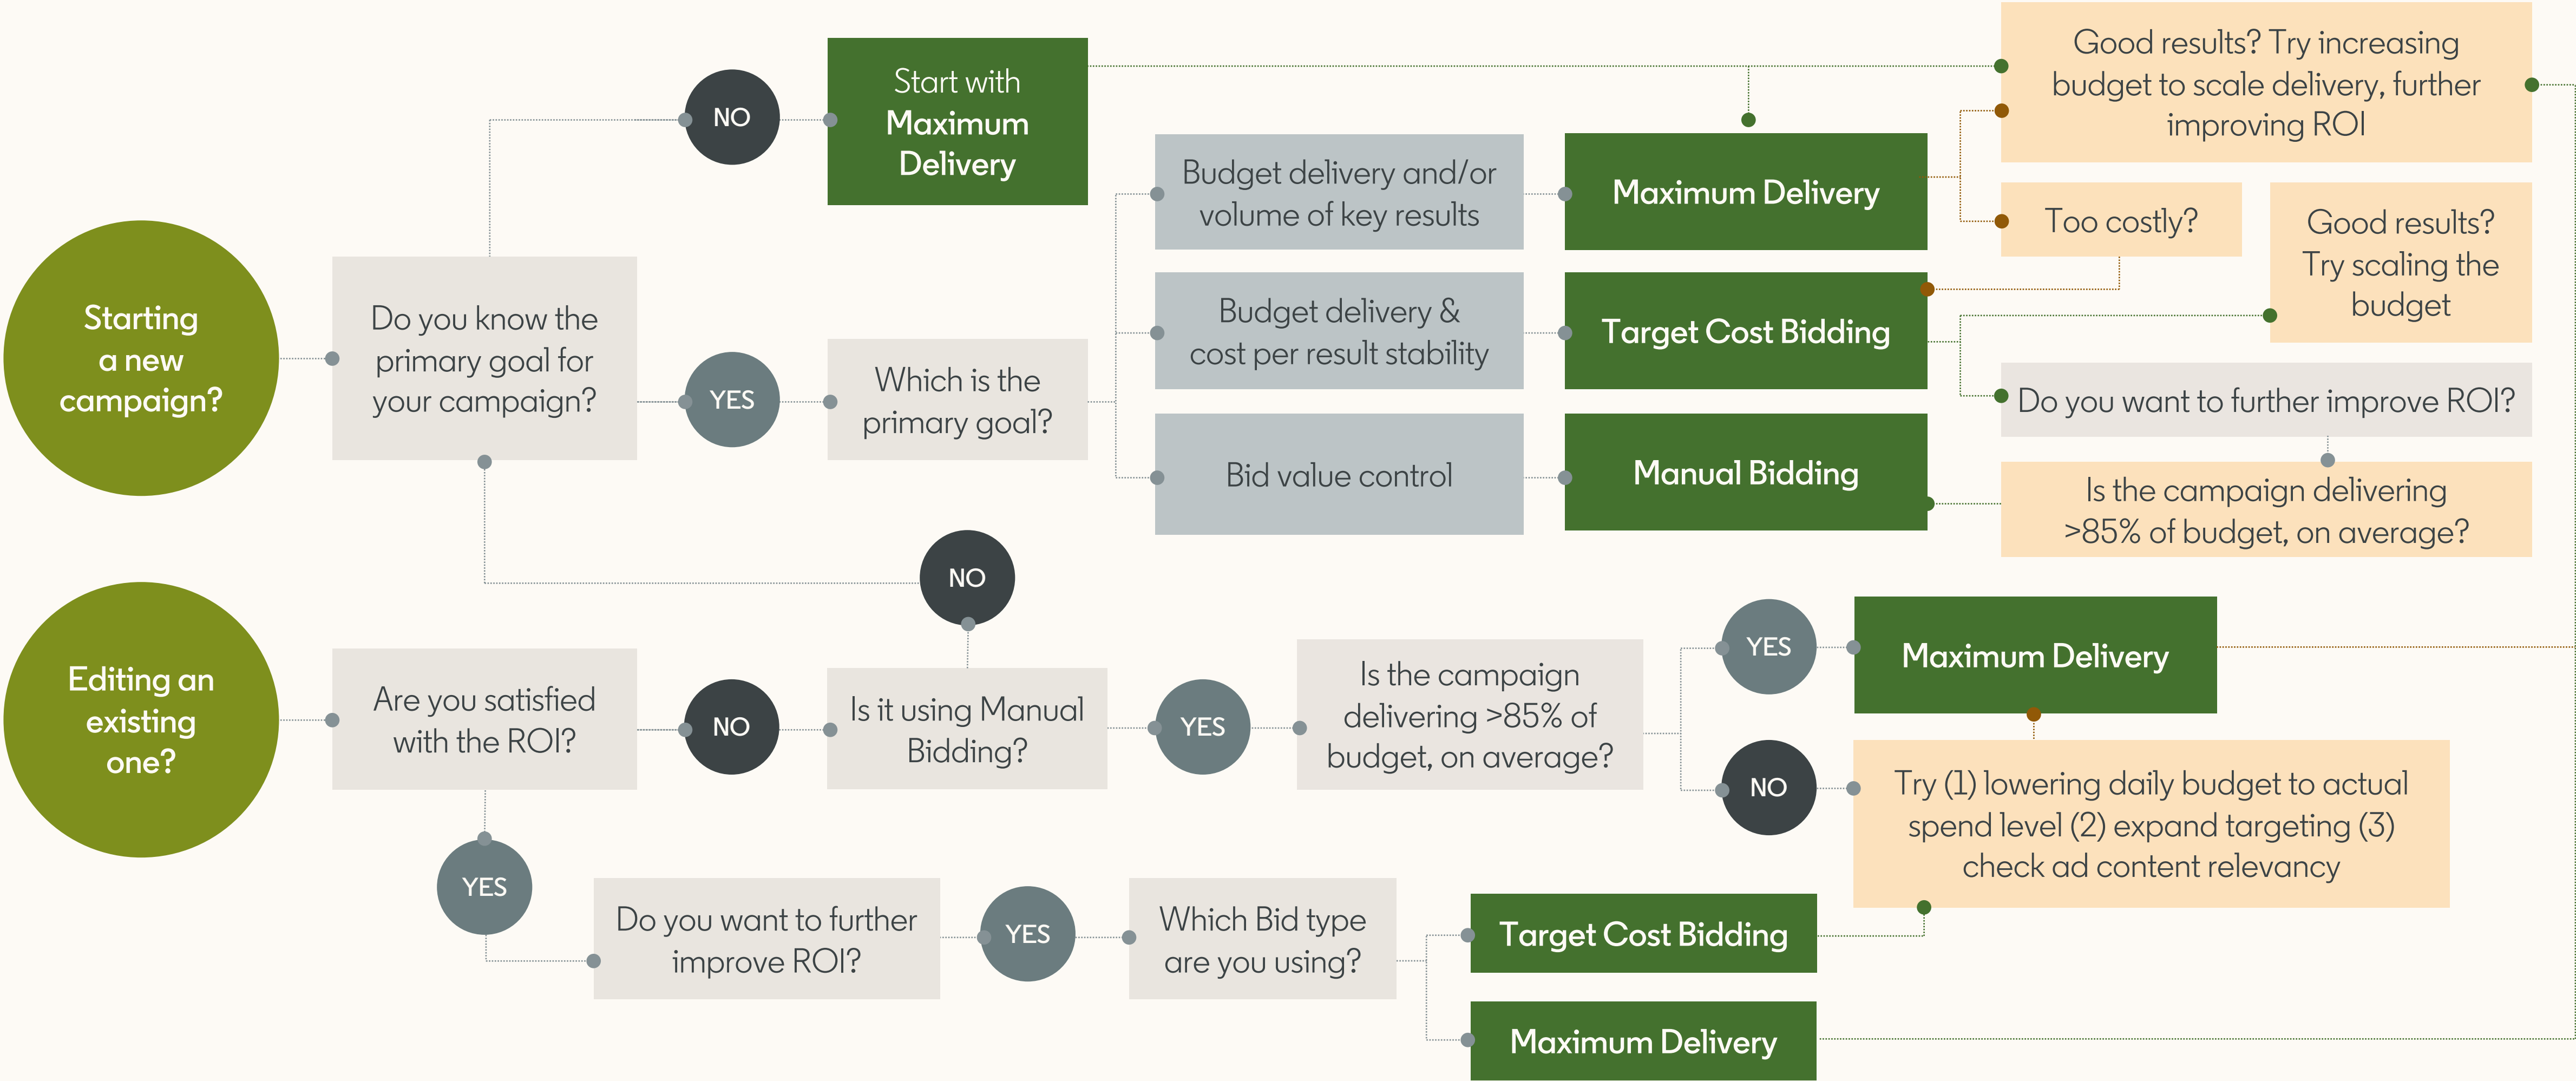 Starting
a new
campaign?
Do you know the
primary goal for
your campaign?
NO
Start with
Maximum
Delivery
YES
Which is the
primary goal?
Budget delivery and/or
volume of key results
Maximum Delivery
Good results? Try increasing
budget to scale delivery, further
improving ROI
Too costly?
Budget delivery &
cost per result stability
Target Cost Bidding
Good results?
Try scaling the
budget
Do you want to further improve ROI?
Bid value control
Manual Bidding
Is the campaign delivering
>85% of budget, on average?
Editing an
existing
one?
Are you satisfied
with the ROI?
NO
Is it using Manual
Bidding?
NO
YES
Is the campaign
delivering >85% of
budget, on average?
YES
Maximum Delivery
NO
Try (1) lowering daily budget to actual
spend level (2) expand targeting (3)
check ad content relevancy
YES
Do you want to further
improve ROI?
YES
Which Bid type
are you using?
Target Cost Bidding
Maximum Delivery